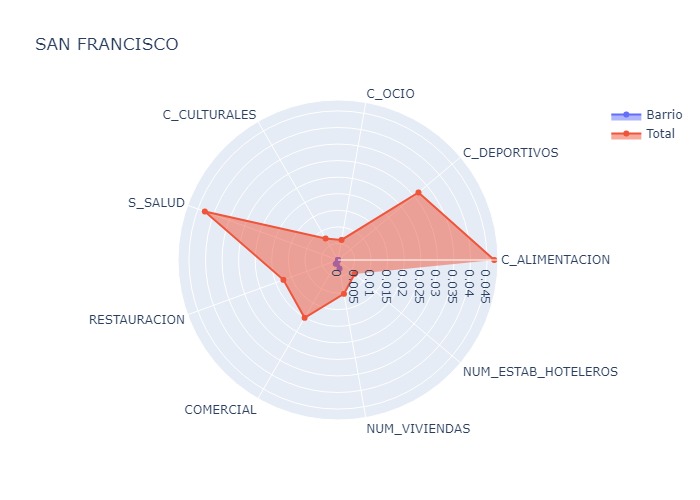 SAN FRANCISCO
C_OCIO
C_CULTURALES
C_DEPORTIVOS
S_SALUD
C_ALIMENTACION
RESTAURACION
NUM_ESTAB_HOTELEROS
COMERCIAL
NUM_VIVIENDAS
0
0.005
0.01
0.015
0.02
0.025
0.03
0.035
0.04
0.045
Barrio
Total